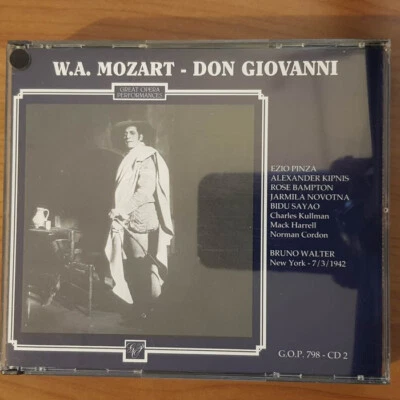 W.A. MOZART - DON GIOVANNI
GREAT OPERA
PERFORMANCES
EZIO PINZA
ALEXANDER KIPNIS
ROSE BAMPTON
JARMILA NOVOTNA
BIDU SAYAO
Charles Kullman
Mack Harrell
Norman Cordon
BRUNO WALTER
New York - 7/3/1942
G.O.P. 798 - CD 2